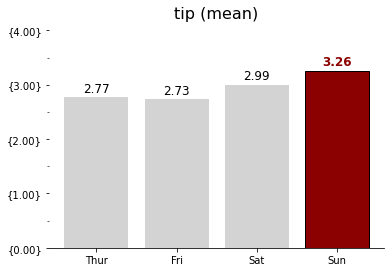 tip (mean)
{4.00}
{3.00}
{2.00}
{1.00}
{0.00}
2.77
2.73
2.99
3.26
Thur
Fri
Sat
Sun